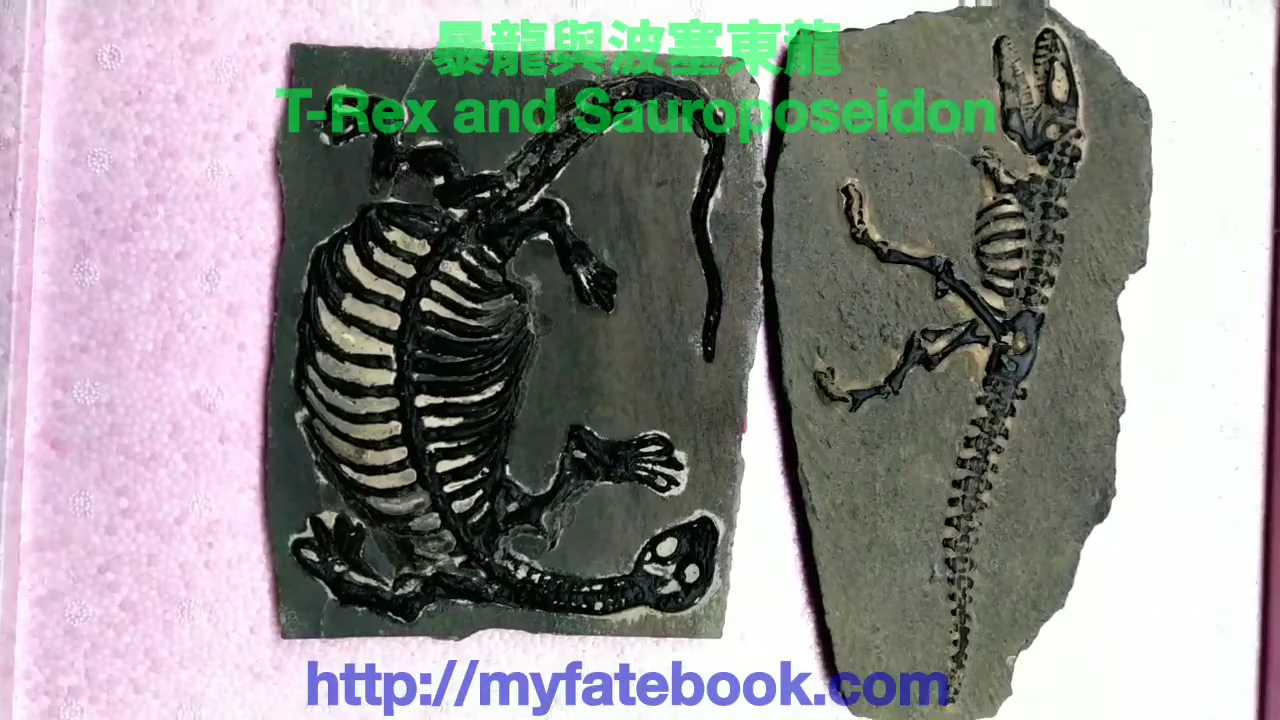 暴龍與波塞東龍
T-Rex and Sauroposeidon
http://myfatebook.com